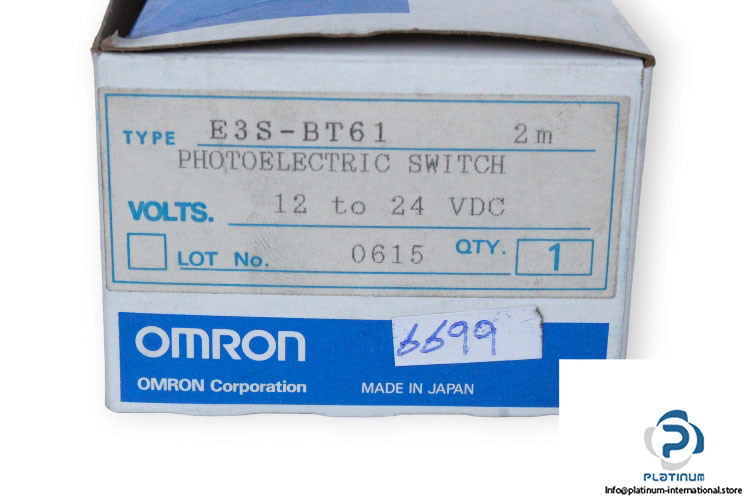 TYPE E3S-BT61 2m
PHOTOELECTRIC SWITCH
VOLTS. 12 to 24 VDC
LOT No. 0615 QTY. 1
OMRON
6699
OMRON Corporation MADE IN JAPAN
PLATINUM
Info@platinum-international.store